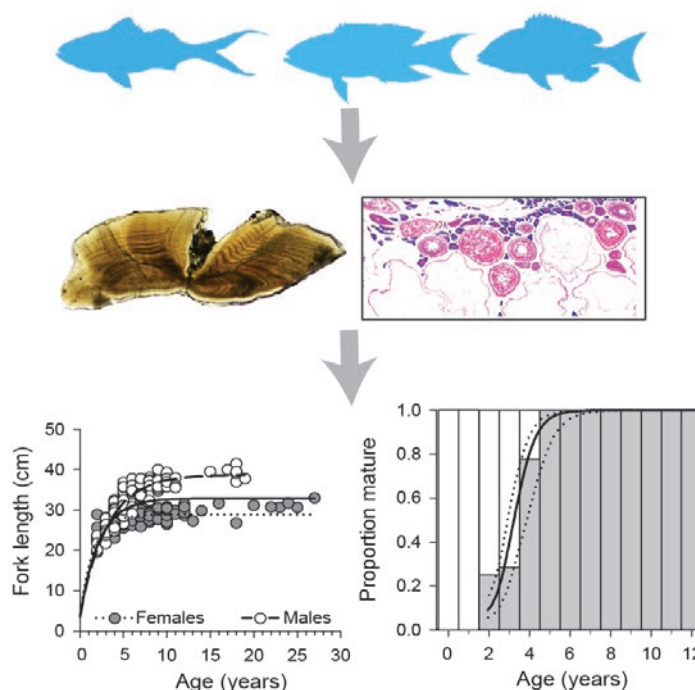 50
40
30
20
10
0
Fork length (cm)
Females
Males
0 5 10 15 20 25 30
Age (years)
1.0
0.8
0.6
0.4
0.2
0.0
Proportion mature
0 2 4 6 8 10 12
Age (years)